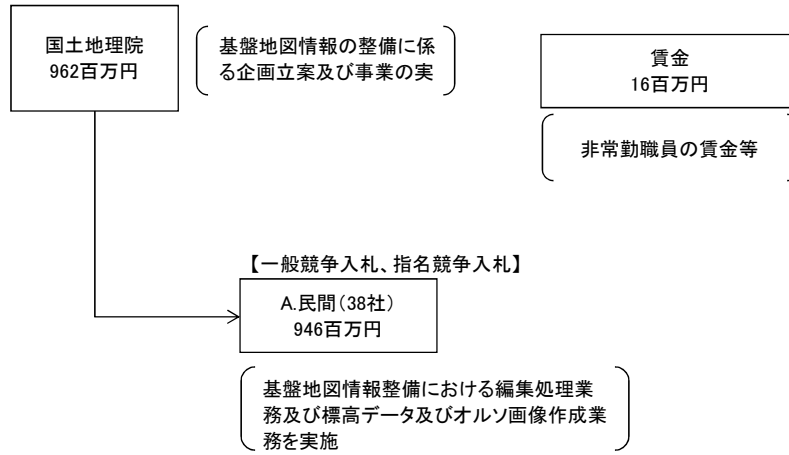 国土地理院
962百万円
基盤地図情報の整備に係
る企画立案及び事業の実
賃金
16百万円
非常勤職員の賃金等
【一般競争入札、指名競争入札】
A.民間（38社）
946百万円
基盤地図情報整備における編集処理業
務及び標高データ及びオルソ画像作成業
務を実施